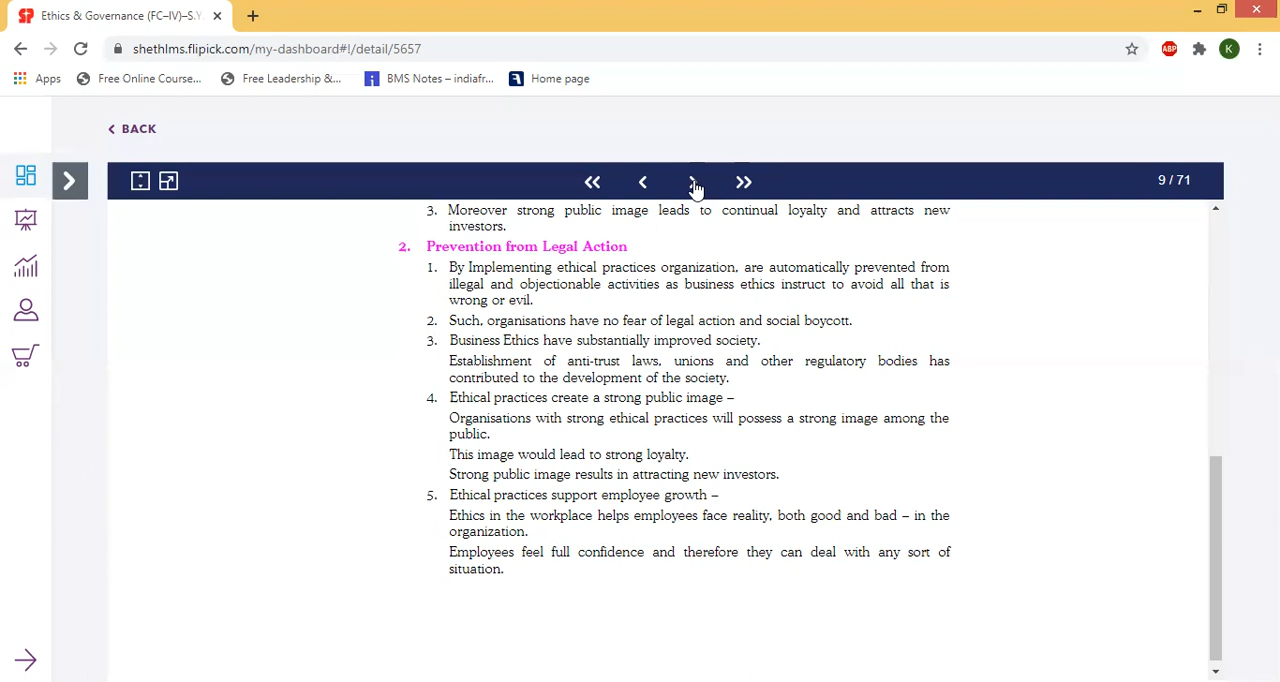 Ethics & Governance (FC–IV)–S.Y.
shethlms.flipick.com/my-dashboard#!/detail/5657
ABP
K
Apps
Free Online Course...
Free Leadership &...
BMS Notes – indiafr...
Home page
BACK
9 / 71
3. Moreover strong public image leads to continual loyalty and attracts new
investors.
2. Prevention from Legal Action
1. By Implementing ethical practices organization, are automatically prevented from
illegal and objectionable activities as business ethics instruct to avoid all that is
wrong or evil.
2. Such, organisations have no fear of legal action and social boycott.
3. Business Ethics have substantially improved society.
Establishment of anti-trust laws, unions and other regulatory bodies has
contributed to the development of the society.
4. Ethical practices create a strong public image –
Organisations with strong ethical practices will possess a strong image among the
public.
This image would lead to strong loyalty.
Strong public image results in attracting new investors.
5. Ethical practices support employee growth –
Ethics in the workplace helps employees face reality, both good and bad – in the
organization.
Employees feel full confidence and therefore they can deal with any sort of
situation.